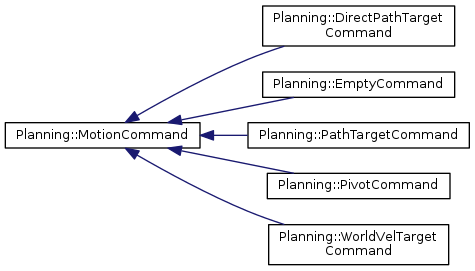 Planning::DirectPathTarget
Command
Planning::EmptyCommand
Planning::MotionCommand
Planning::PathTargetCommand
Planning::PivotCommand
Planning::WorldVelTarget
Command